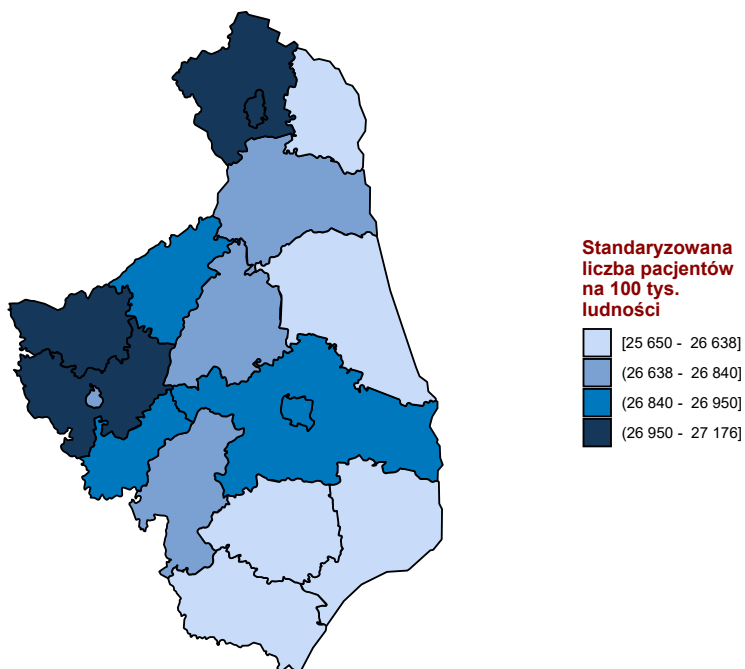 Standaryzowana
liczba pacjentów
na 100 tys.
ludności
[25 650 - 26 638]
(26 638 - 26 840]
(26 840 - 26 950]
(26 950 - 27 176]